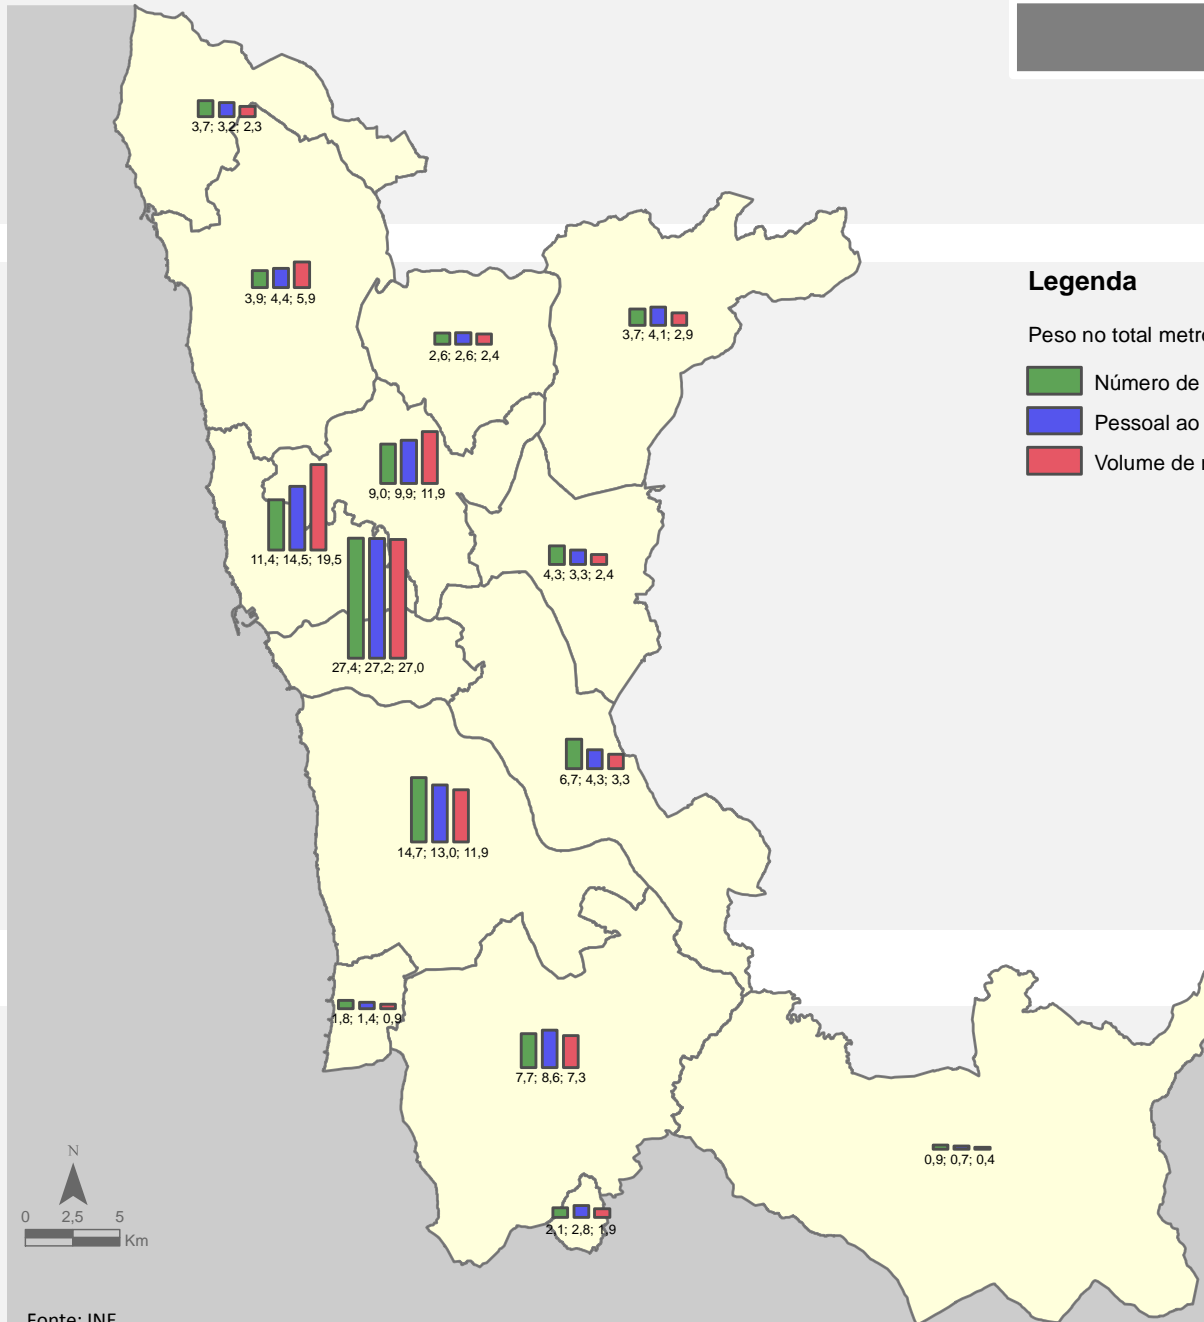 3,7; 3,2; 2,3
3,9; 4,4; 5,9
Legenda
3,7; 4,1; 2,9
Peso no total
2,6; 2,6; 2,4
Número de
Pessoal ao
Volume de
9,0; 9,9; 11,9
11,4; 14,5; 19,5
4,3; 3,3; 2,4
27,4; 27,2; 27,0
6,7; 4,3; 3,3
14,7; 13,0; 11,9
1,8; 1,4; 0,9
7,7; 8,6; 7,3
0,9; 0,7; 0,4
N
2,1; 2,8; 1,9
0 2,5 5
Km
Fonte: INE